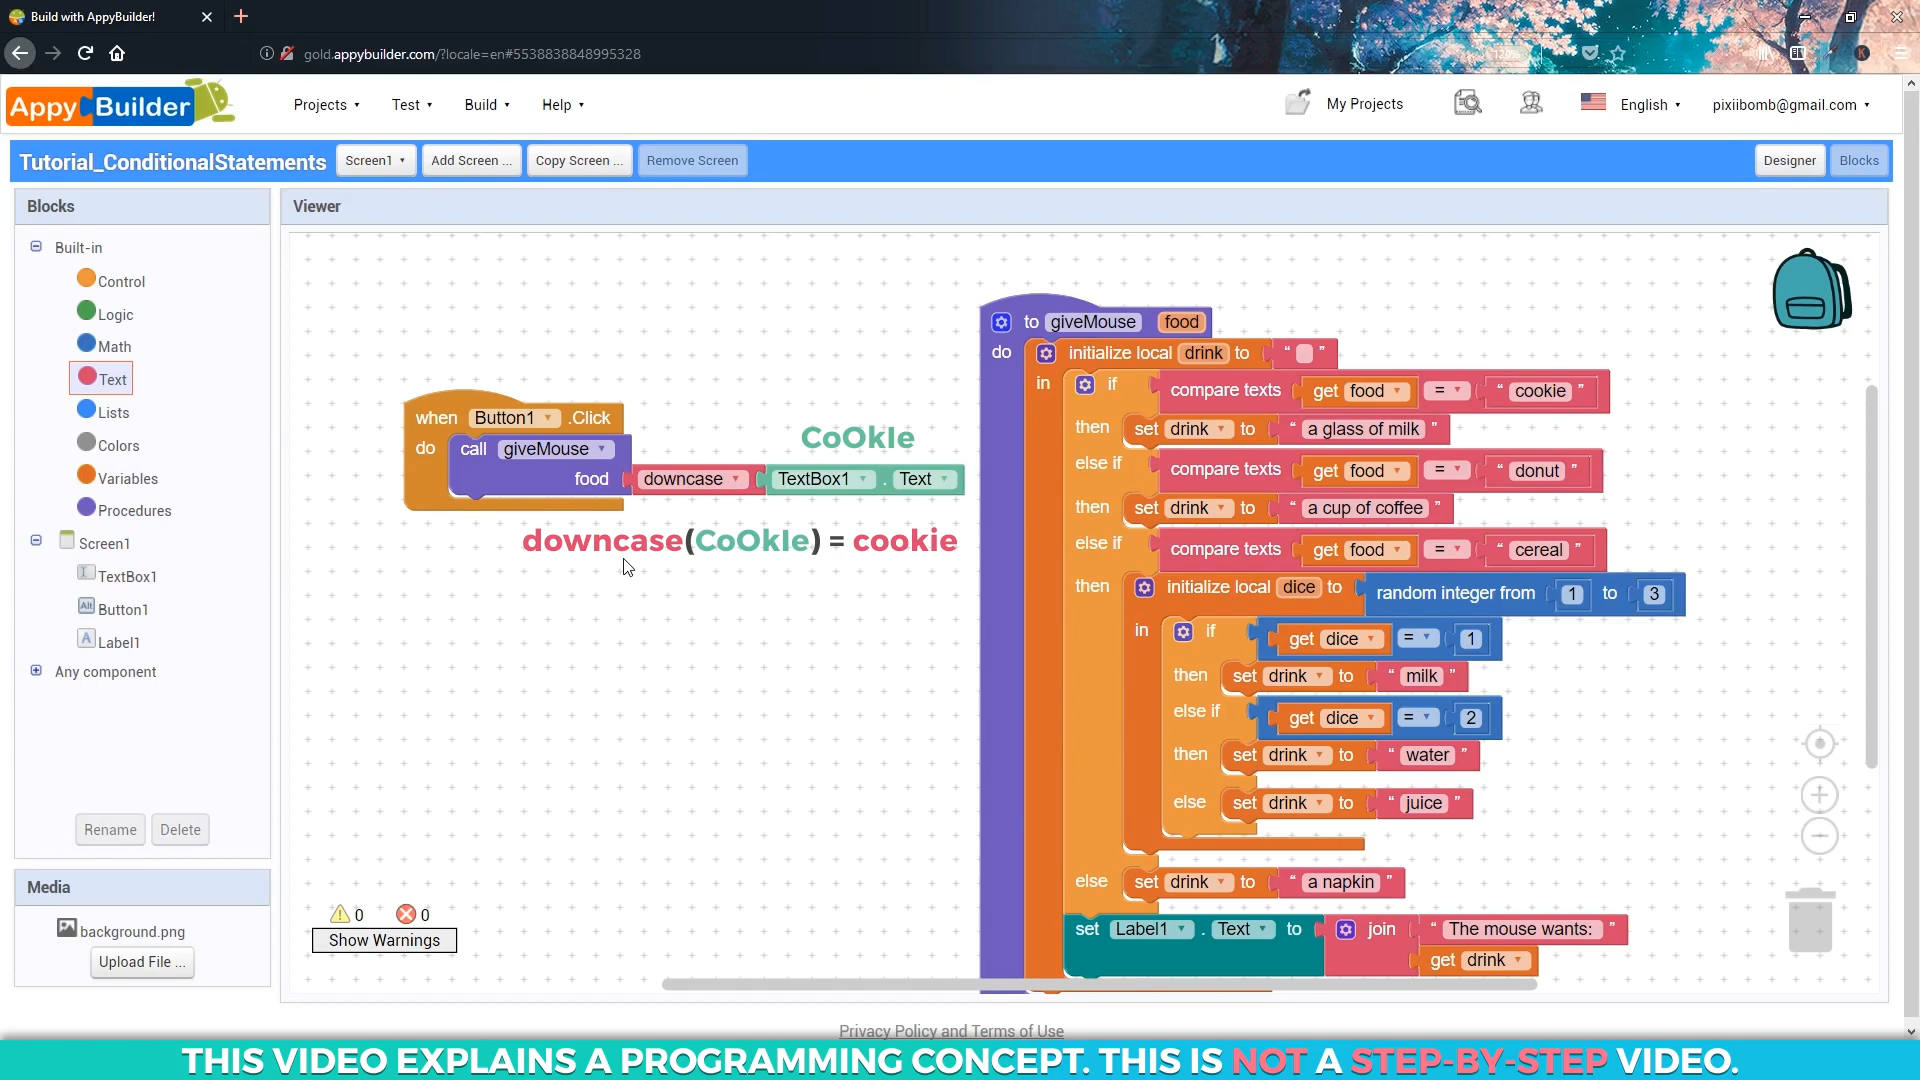 Build with AppyBuilder!
gold.appybuilder.com/?locale=en#5538838848995328
120%
Appy Builder
Projects Test Build Help My Projects English pixiibomb@gmail.com
Tutorial_ConditionalStatements Screen1 Add Screen ... Copy Screen ... Remove Screen Designer Blocks
Blocks
Built-in
Control
Logic
Math
Text
Lists
Colors
Variables
Procedures
Screen1
TextBox1
Alt Button1
A Label1
Any component
Rename Delete
Media
background.png
Upload File ...
Viewer
when Button1 .Click
do call giveMouse
food downcase TextBox1 . Text
CoOkIe
downcase(CoOkIe) = cookie
0 0
Show Warnings
to giveMouse food
do initialize local drink to “ ”
in if compare texts get food = “ cookie ”
then set drink to “ a glass of milk ”
else if compare texts get food = “ donut ”
then set drink to “ a cup of coffee ”
else if compare texts get food = “ cereal ”
then initialize local dice to random integer from 1 to 3
in if get dice = 1
then set drink to “ milk ”
else if get dice = 2
then set drink to “ water ”
else set drink to “ juice ”
else set drink to “ a napkin ”
set Label1 . Text to join “ The mouse wants: ”
get drink
Privacy Policy and Terms of Use
THIS VIDEO EXPLAINS A PROGRAMMING CONCEPT. THIS IS NOT A STEP-BY-STEP VIDEO.